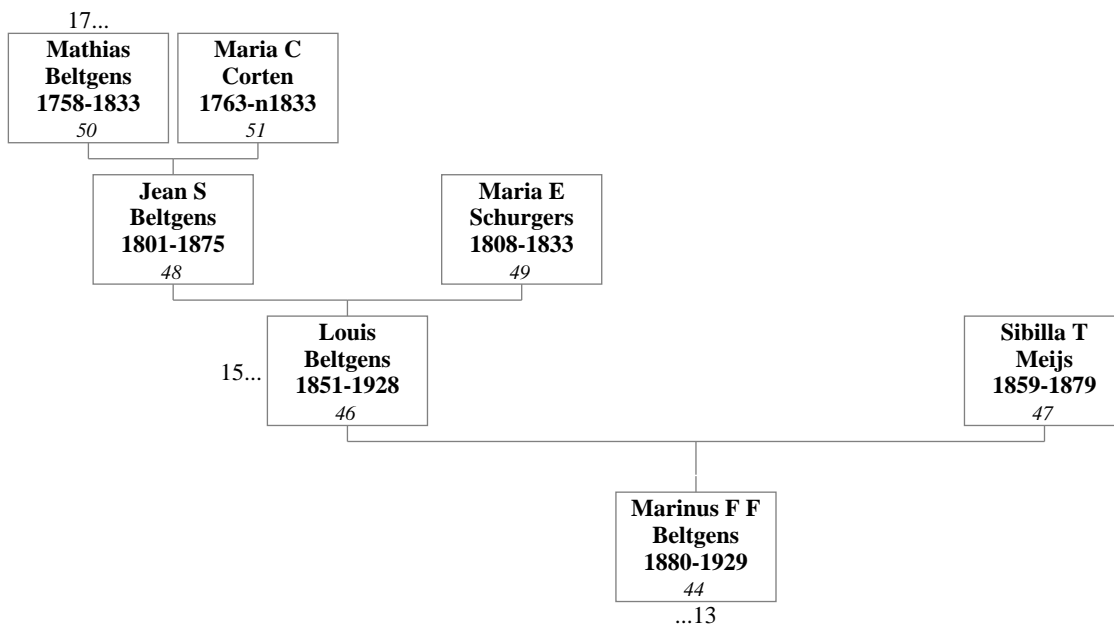 17...
Mathias
Beltgens
1758-1833
50
Maria C
Corten
1763-n1833
51
Jean S
Beltgens
1801-1875
48
Maria E
Schurgers
1808-1833
49
15...
Louis
Beltgens
1851-1928
46
Sibilla T
Meijs
1859-1879
47
Marinus F F
Beltgens
1880-1929
44
...13